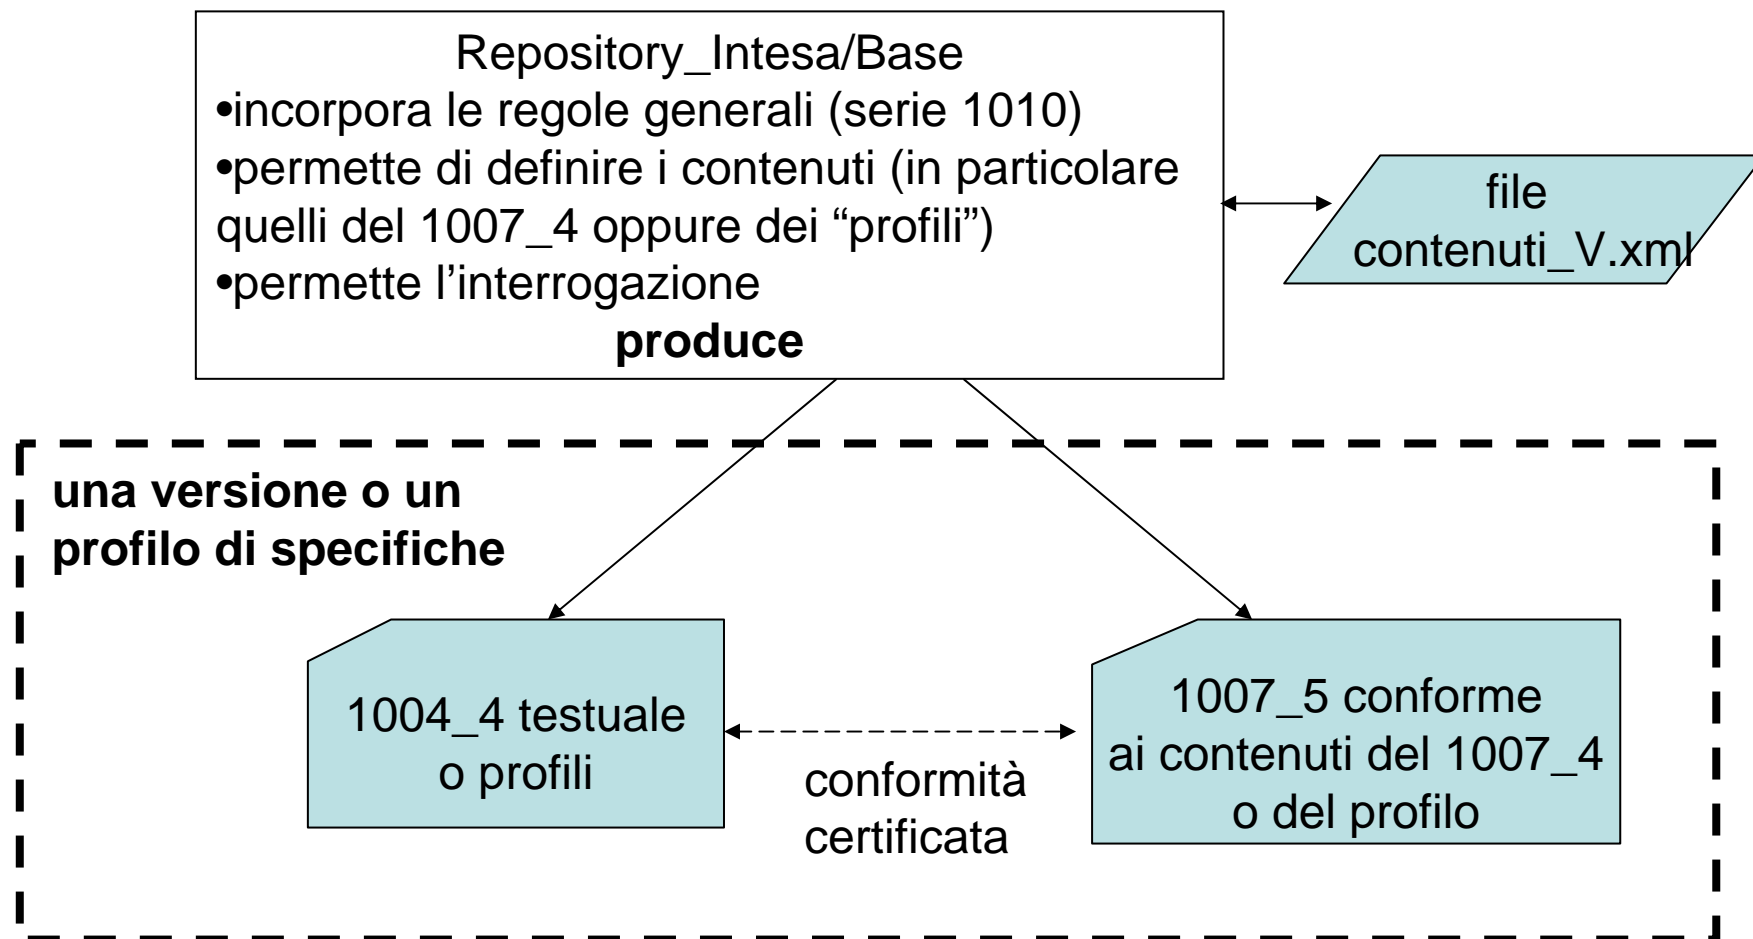 Repository_Intesa/Base
•incorpora le regole generali (serie 1010)
•permette di definire i contenuti (in particolare
quelli del 1007_4 oppure dei “profili”)
•permette l’interrogazione
produce
file
contenuti_V.xml
una versione o un
profilo di specifiche
1004_4 testuale
o profili
conformità
certificata
1007_5 conforme
ai contenuti del 1007_4
o del profilo